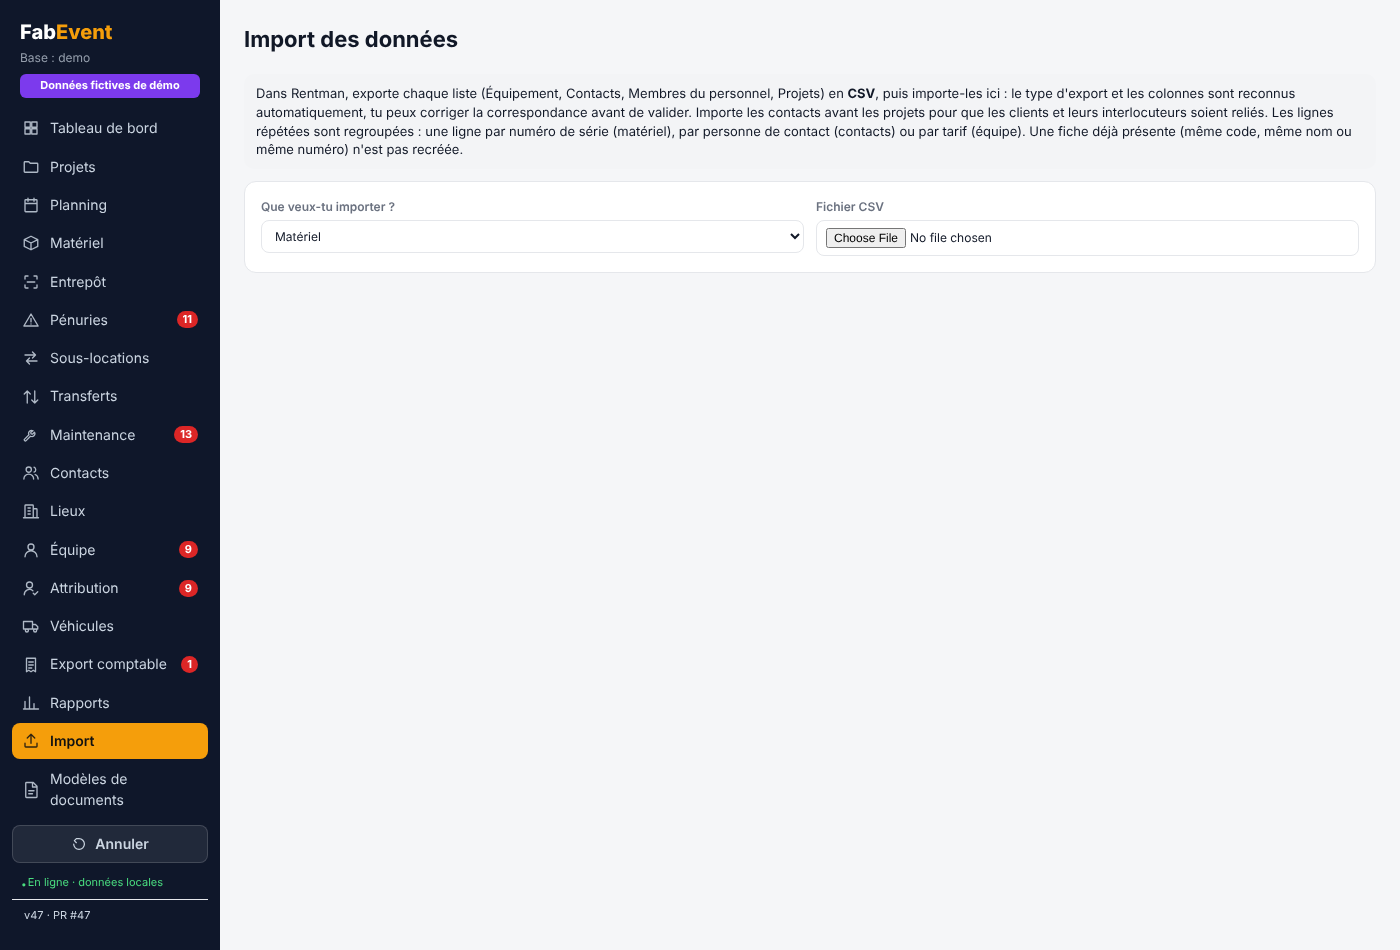 FabEvent
Base : demo
Données fictives de démo
Tableau de bord
Projets
Planning
Matériel
Entrepôt
Pénuries 11
Sous-locations
Transferts
Maintenance 13
Contacts
Lieux
Équipe 9
Attribution 9
Véhicules
Export comptable 1
Rapports
Import
Modèles de
documents
Annuler
En ligne · données locales
v47 · PR #47
Import des données
Dans Rentman, exporte chaque liste (Équipement, Contacts, Membres du personnel, Projets) en CSV, puis importe-les ici : le type d'export et les colonnes sont reconnus
automatiquement, tu peux corriger la correspondance avant de valider. Importe les contacts avant les projets pour que les clients et leurs interlocuteurs soient reliés. Les lignes
répétées sont regroupées : une ligne par numéro de série (matériel), par personne de contact (contacts) ou par tarif (équipe). Une fiche déjà présente (même code, même nom ou
même numéro) n'est pas recréée.
Que veux-tu importer ?
Matériel
Fichier CSV
Choose File No file chosen